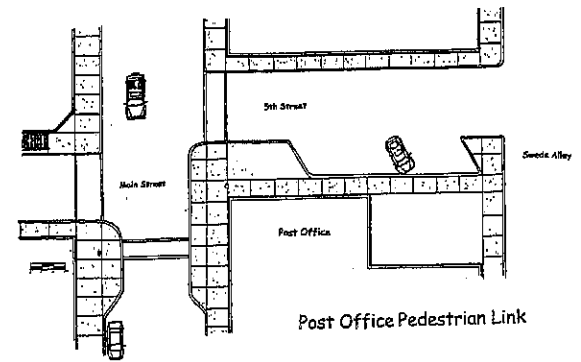 5th Street
Swede Alley
Main Street
Post Office
Post Office Pedestrian Link